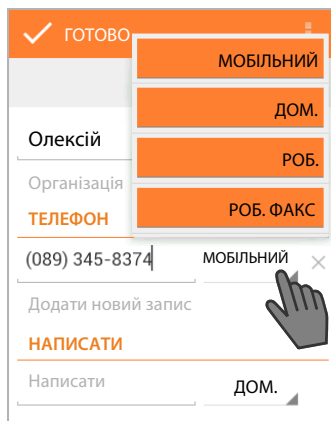 ГОТОВО
МОБІЛЬНИЙ
ДОМ.
РОБ.
РОБ. ФАКС
Олексій
Організація
ТЕЛЕФОН
(089) 345-8374
МОБІЛЬНИЙ
Додати новий запис
НАПИСАТИ
Написати
ДОМ.